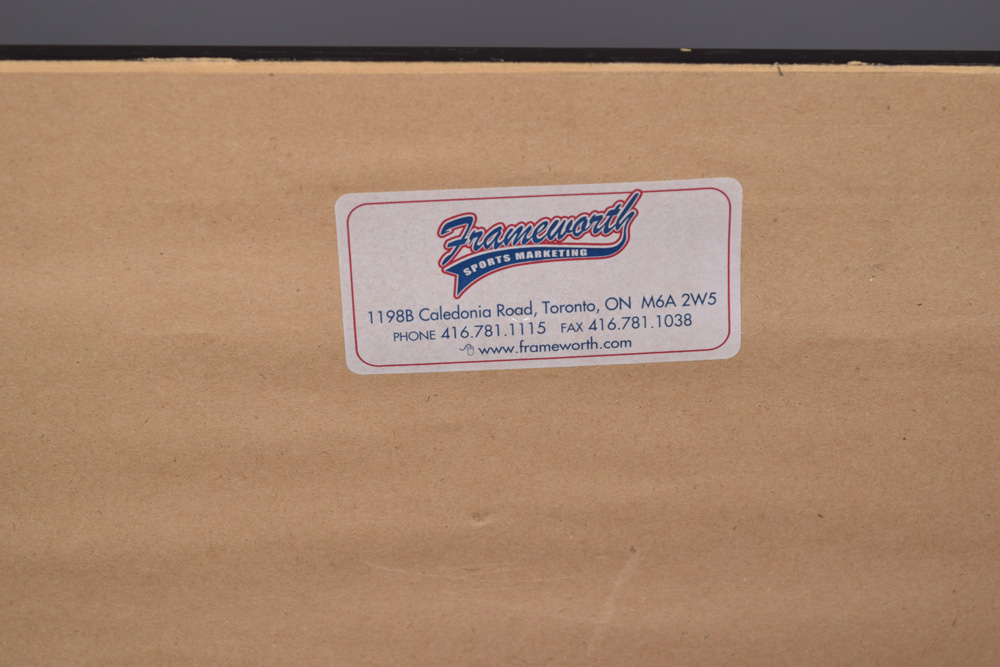 Frameworth
SPORTS MARKETING
1198B Caledonia Road, Toronto, ON M6A 2W5
PHONE 416.781.1115 FAX 416.781.1038
www.frameworth.com